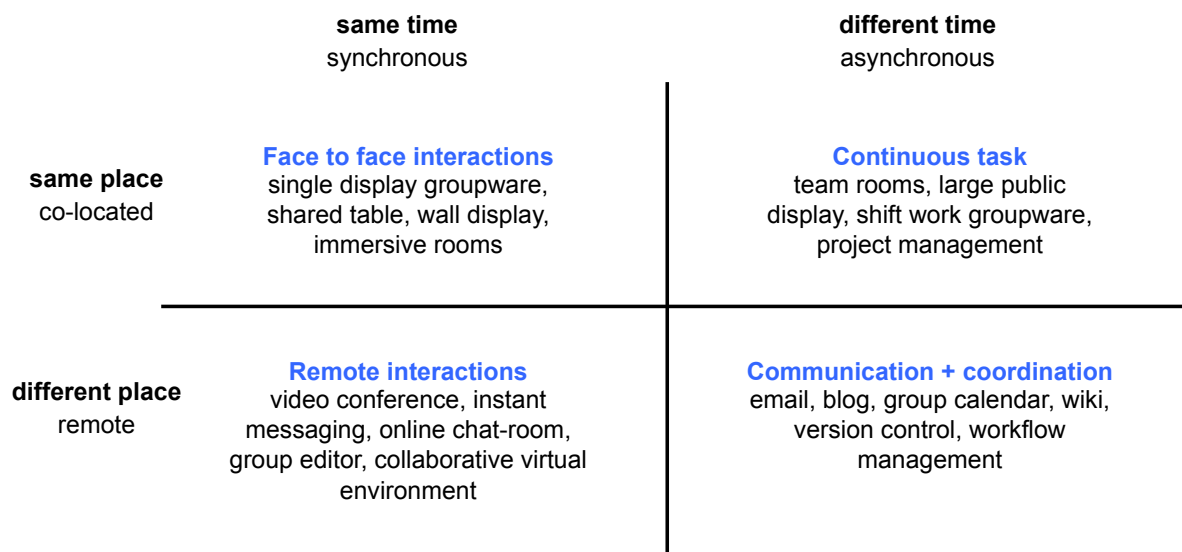 same time
synchronous
different time
asynchronous
same place
co-located
Face to face interactions
single display groupware,
shared table, wall display,
immersive rooms
Continuous task
team rooms, large public
display, shift work groupware,
project management
different place
remote
Remote interactions
video conference, instant
messaging, online chat-room,
group editor, collaborative virtual
environment
Communication + coordination
email, blog, group calendar, wiki,
version control, workflow
management